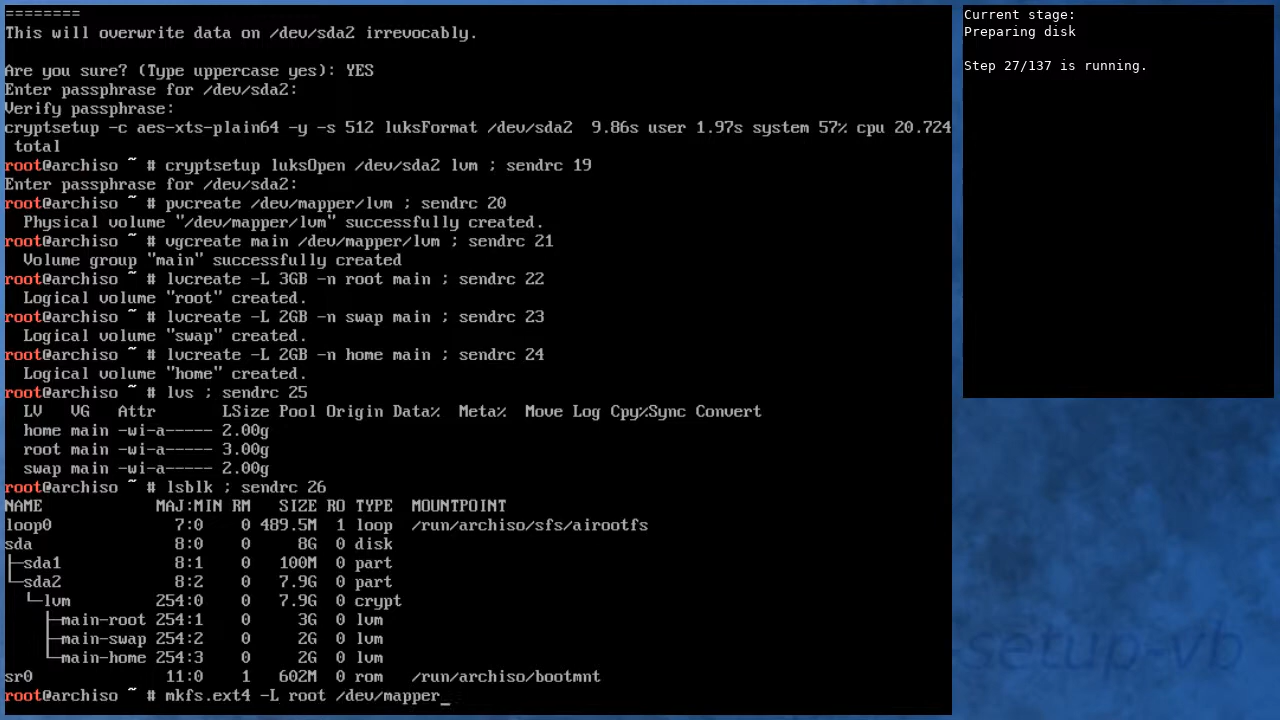 ========
This will overwrite data on /dev/sda2 irrevocably.
Are you sure? (Type uppercase yes): YES
Enter passphrase for /dev/sda2:
Verify passphrase:
cryptsetup -c aes-xts-plain64 -y -s 512 luksFormat /dev/sda2  9.86s user 1.97s system 57% cpu 20.724
 total
root@archiso ~ # cryptsetup luksOpen /dev/sda2 lvm ; sendrc 19
Enter passphrase for /dev/sda2:
root@archiso ~ # pvcreate /dev/mapper/lvm ; sendrc 20
  Physical volume "/dev/mapper/lvm" successfully created.
root@archiso ~ # vgcreate main /dev/mapper/lvm ; sendrc 21
  Volume group "main" successfully created
root@archiso ~ # lvcreate -L 3GB -n root main ; sendrc 22
  Logical volume "root" created.
root@archiso ~ # lvcreate -L 2GB -n swap main ; sendrc 23
  Logical volume "swap" created.
root@archiso ~ # lvcreate -L 2GB -n home main ; sendrc 24
  Logical volume "home" created.
root@archiso ~ # lvs ; sendrc 25
  LV   VG   Attr       LSize Pool Origin Data%  Meta%  Move Log Cpy%Sync Convert
  home main -wi-a----- 2.00g
  root main -wi-a----- 3.00g
  swap main -wi-a----- 2.00g
root@archiso ~ # lsblk ; sendrc 26
NAME            MAJ:MIN RM   SIZE RO TYPE  MOUNTPOINT
loop0             7:0    0 489.5M  1 loop  /run/archiso/sfs/airootfs
sda               8:0    0     8G  0 disk
├─sda1            8:1    0   100M  0 part
└─sda2            8:2    0   7.9G  0 part
  └─lvm         254:0    0   7.9G  0 crypt
    ├─main-root 254:1    0     3G  0 lvm
    ├─main-swap 254:2    0     2G  0 lvm
    └─main-home 254:3    0     2G  0 lvm
sr0              11:0    1   602M  0 rom   /run/archiso/bootmnt
root@archiso ~ # mkfs.ext4 -L root /dev/mapper_
Current stage:
Preparing disk
Step 27/137 is running.
setup-vb